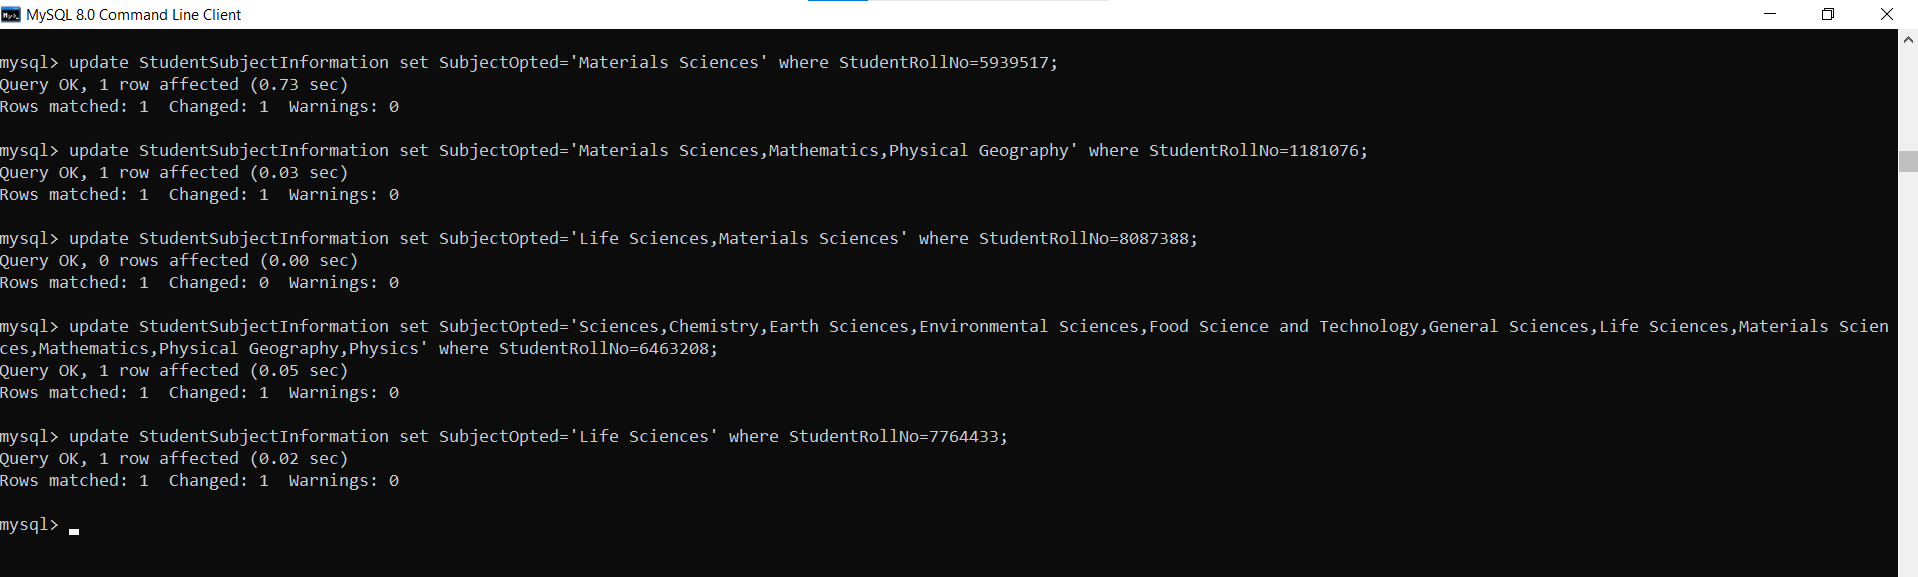 MySQL 8.0 Command Line Client
mysql> update StudentSubjectInformation set SubjectOpted='Materials Sciences' where StudentRollNo=5939517;
Query OK, 1 row affected (0.73 sec)
Rows matched: 1  Changed: 1  Warnings: 0
mysql> update StudentSubjectInformation set SubjectOpted='Materials Sciences,Mathematics,Physical Geography' where StudentRollNo=1181076;
Query OK, 1 row affected (0.03 sec)
Rows matched: 1  Changed: 1  Warnings: 0
mysql> update StudentSubjectInformation set SubjectOpted='Life Sciences,Materials Sciences' where StudentRollNo=8087388;
Query OK, 0 rows affected (0.00 sec)
Rows matched: 1  Changed: 0  Warnings: 0
mysql> update StudentSubjectInformation set SubjectOpted='Sciences,Chemistry,Earth Sciences,Environmental Sciences,Food Science and Technology,General Sciences,Life Sciences,Materials Scien
ces,Mathematics,Physical Geography,Physics' where StudentRollNo=6463208;
Query OK, 1 row affected (0.05 sec)
Rows matched: 1  Changed: 1  Warnings: 0
mysql> update StudentSubjectInformation set SubjectOpted='Life Sciences' where StudentRollNo=7764433;
Query OK, 1 row affected (0.02 sec)
Rows matched: 1  Changed: 1  Warnings: 0
mysql>